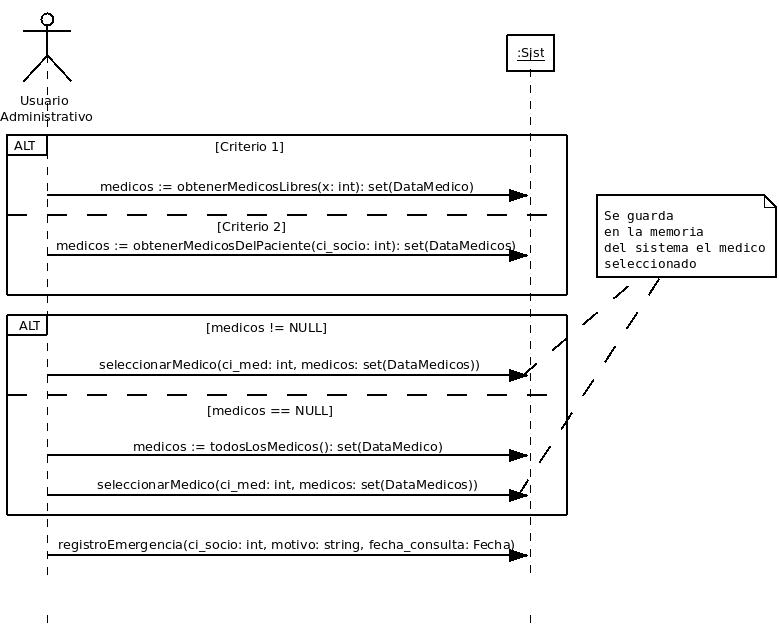 :Sist
Usuario
Administrativo
ALT
[Criterio 1]
medicos := obtenerMedicosLibres(x: int): set(DataMedico)
[Criterio 2]
medicos := obtenerMedicosDelPaciente(ci_socio: int): set(DataMedicos)
Se guarda
en la memoria
del sistema el medico
seleccionado
ALT
[medicos != NULL]
seleccionarMedico(ci_med: int, medicos: set(DataMedicos))
[medicos == NULL]
medicos := todosLosMedicos(): set(DataMedico)
seleccionarMedico(ci_med: int, medicos: set(DataMedicos))
registroEmergencia(ci_socio: int, motivo: string, fecha_consulta: Fecha)